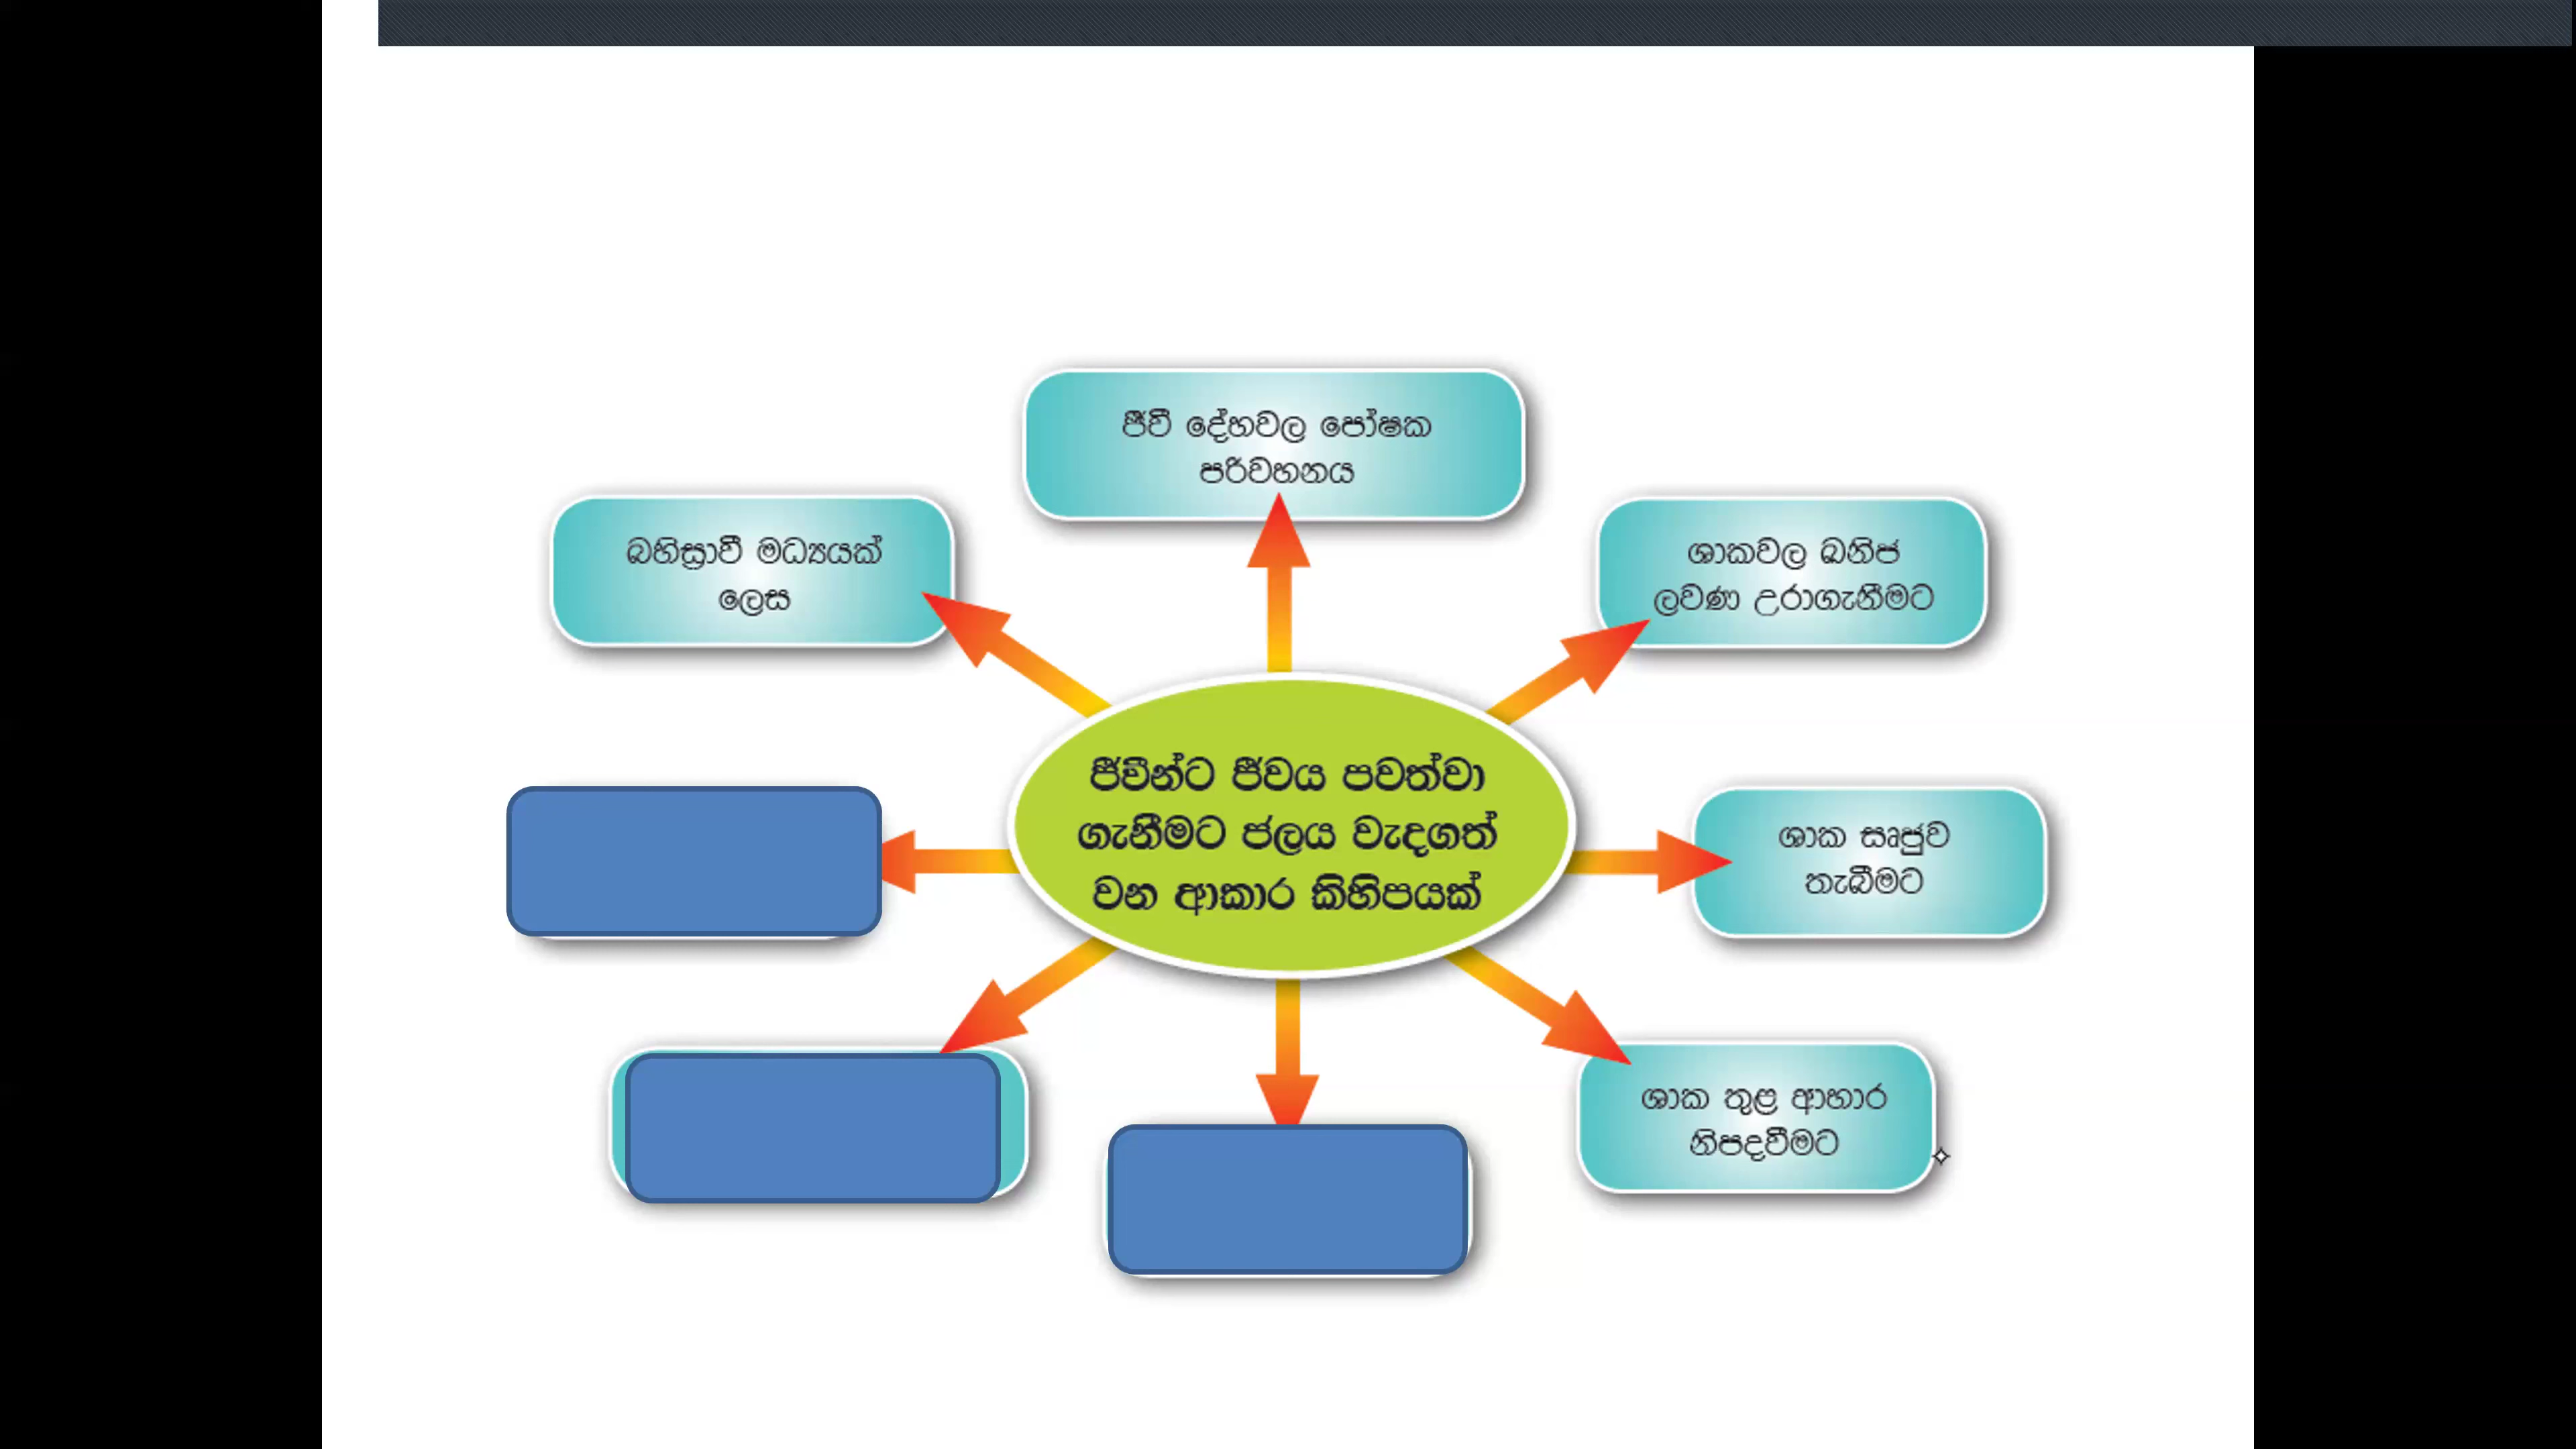 ජීවී දේහවල පෝෂක
පරිවහනය
බහිස්‍රාවී මධ්‍යයක්
ලෙස
ශාකවල ඛනිජ
ලවණ උරාගැනීමට
ජීවීන්ට ජීවය පවත්වා
ගැනීමට ජලය වැදගත්
වන ආකාර කිහිපයක්
ශාක සෘජුව
තැබීමට
ශාක තුළ ආහාර
නිපදවීමට